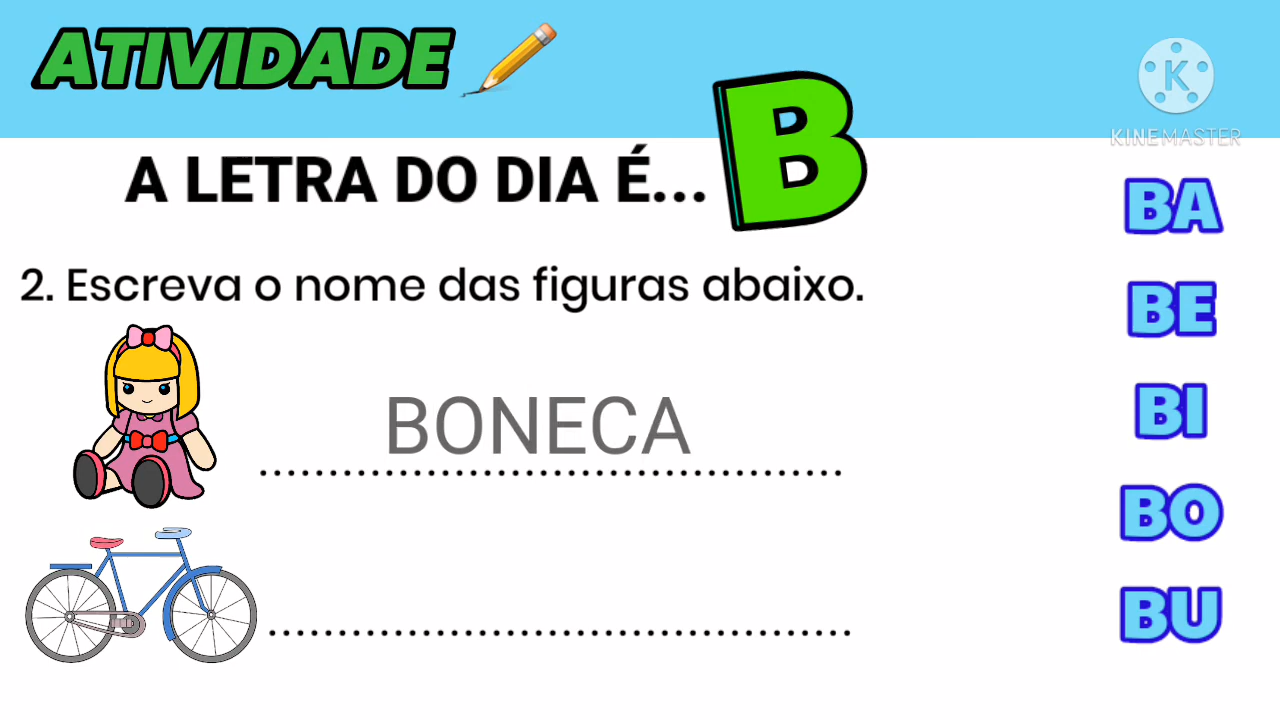 ATIVIDADE
K
KINEMASTER
A LETRA DO DIA É... B
2. Escreva o nome das figuras abaixo.
BONECA
BA
BE
BI
BO
BU